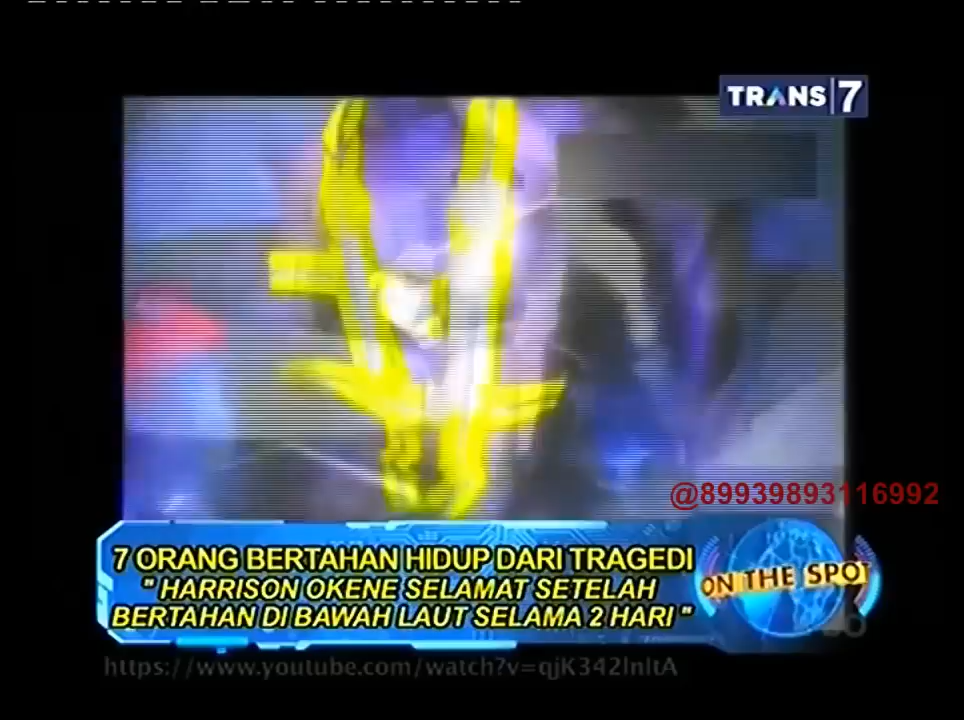 TRANS|7
@89939893116992
7 ORANG BERTAHAN HIDUP DARI TRAGEDI
" HARRISON OKENE SELAMAT SETELAH
BERTAHAN DI BAWAH LAUT SELAMA 2 HARI "
ON THE SPOT
https://www.youtube.com/watch?v=qjK342lnltA